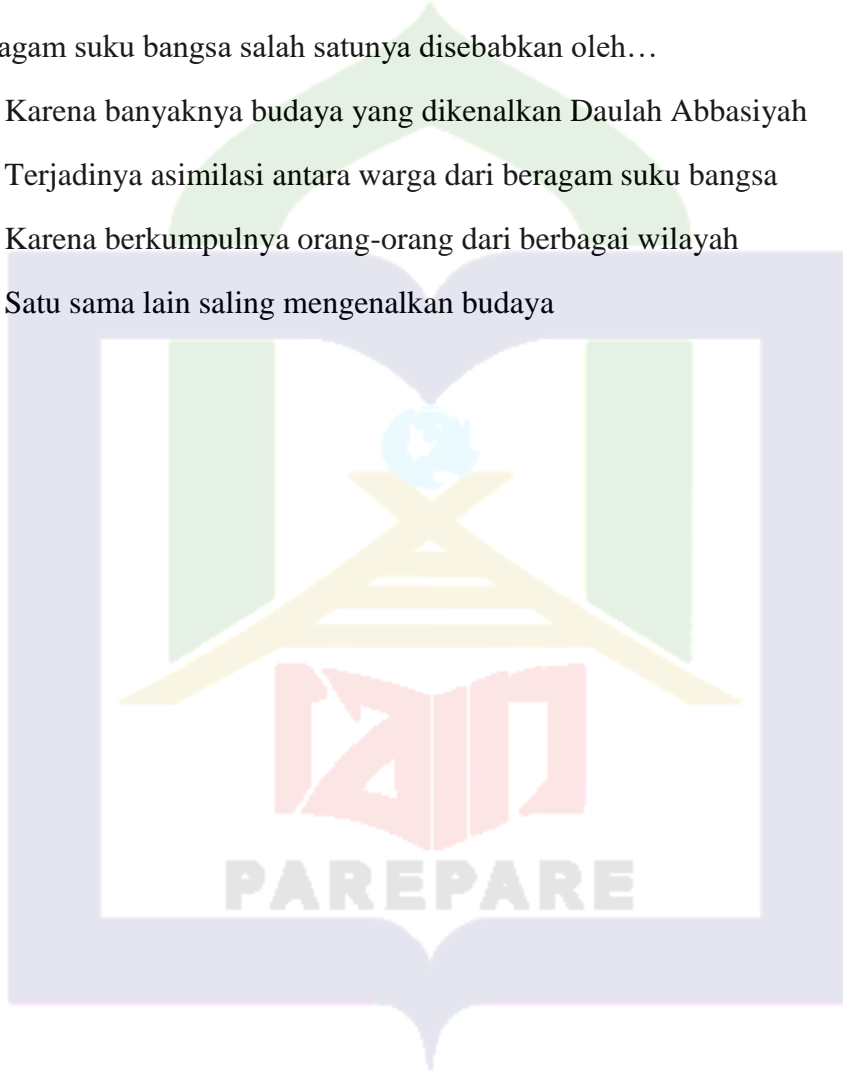 agam suku bangsa salah satunya disebabkan oleh…
Karena banyaknya budaya yang dikenalkan Daulah Abbasiyah
Terjadinya asimilasi antara warga dari beragam suku bangsa
Karena berkumpulnya orang-orang dari berbagai wilayah
Satu sama lain saling mengenalkan budaya
iain
PAREPARE